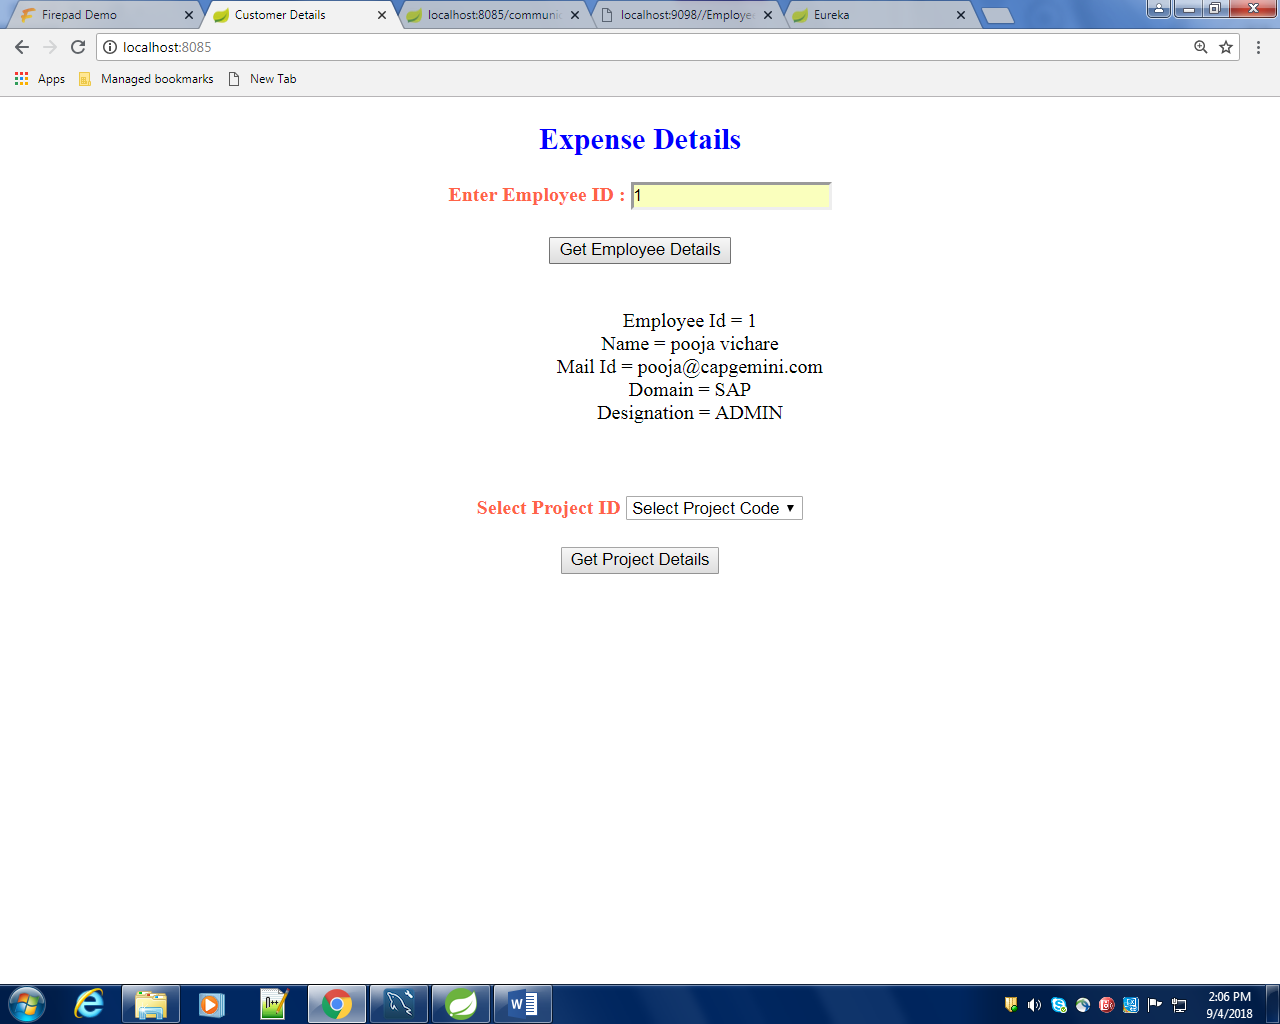 Firepad Demo
Customer Details
localhost:8085/communic
localhost:9098//Employe
Eureka
localhost:8085
Apps
Managed bookmarks
New Tab
Expense Details
Enter Employee ID : 1
Get Employee Details
Employee Id = 1
Name = pooja vichare
Mail Id = pooja@capgemini.com
Domain = SAP
Designation = ADMIN
Select Project ID Select Project Code
Get Project Details
2:06 PM
9/4/2018